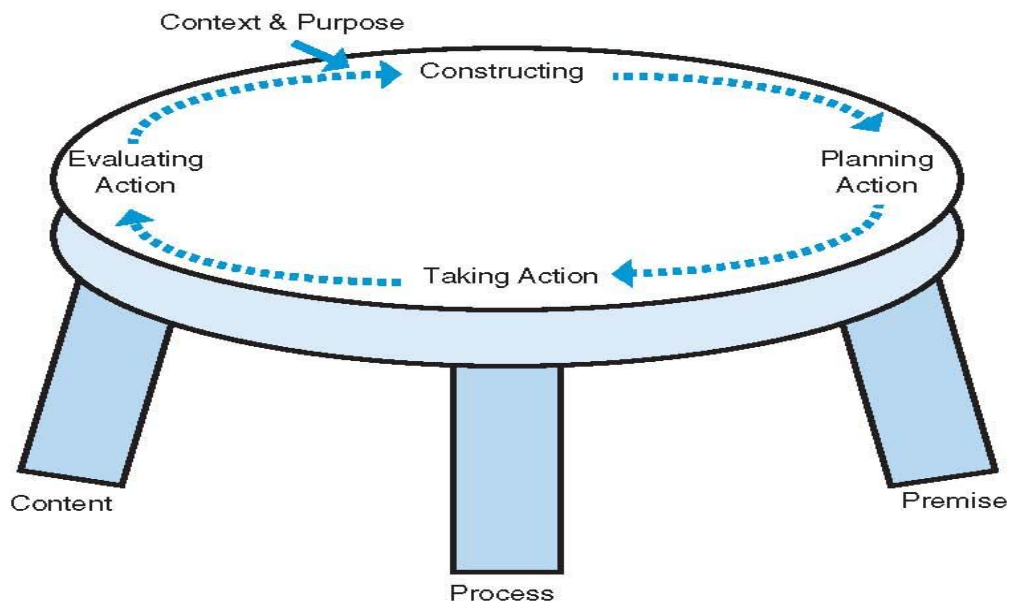 Context & Purpose
Constructing
Evaluating
Action
Planning
Action
Taking Action
Content
Premise
Process